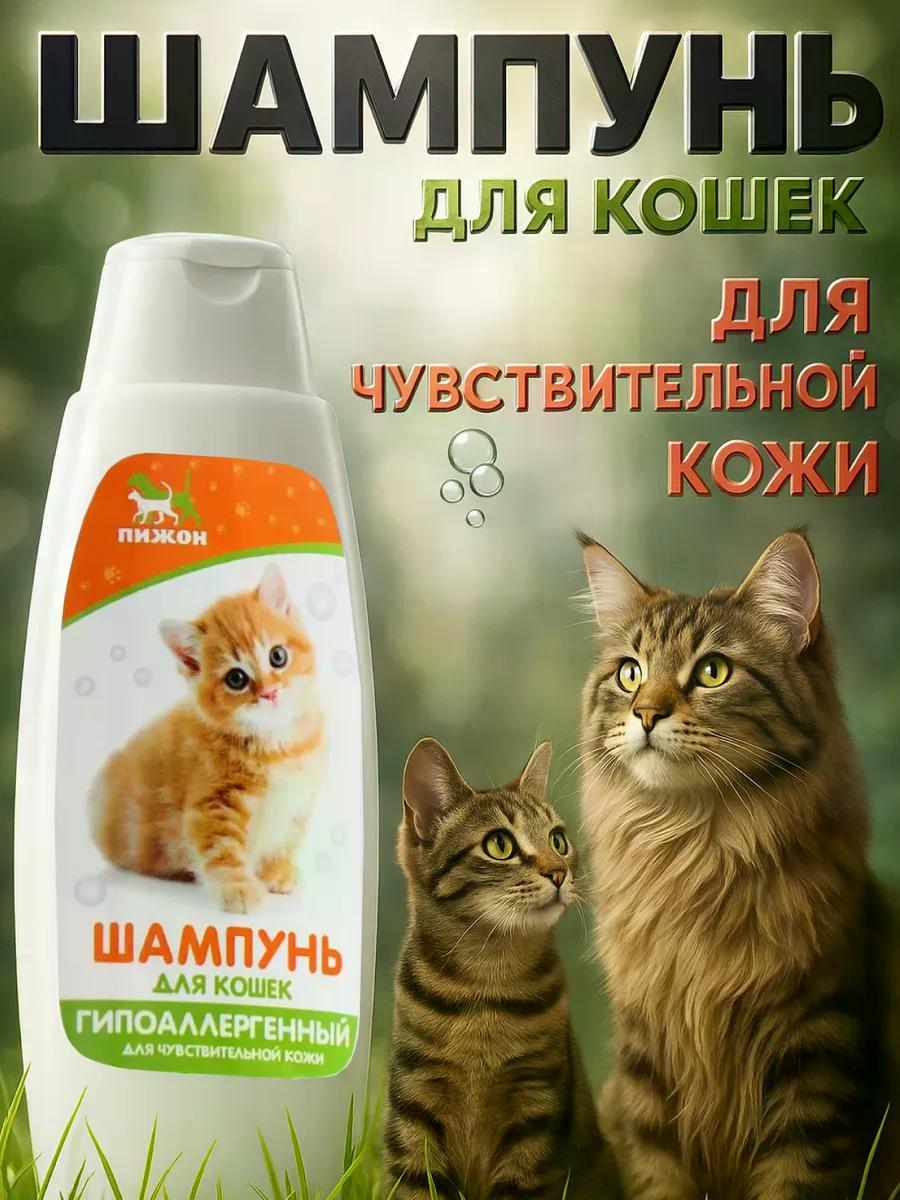 ШАМПУНЬ
ДЛЯ КОШЕК
ДЛЯ
ЧУВСТВИТЕЛЬНОЙ
КОЖИ
ПИЖОН
ШАМПУНЬ
ДЛЯ КОШЕК
ГИПОАЛЛЕРГЕННЫЙ
ДЛЯ ЧУВСТВИТЕЛЬНОЙ КОЖИ